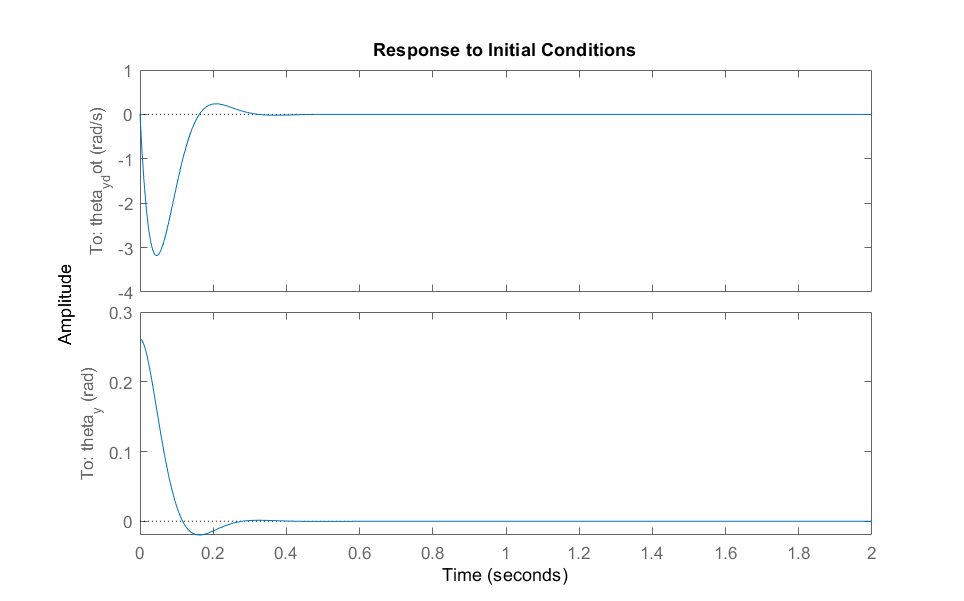 Response to Initial Conditions
Amplitude
To: theta_yd ot (rad/s)
1
0
-1
-2
-3
-4
To: theta_y (rad)
0.3
0.2
0.1
0
0 0.2 0.4 0.6 0.8 1 1.2 1.4 1.6 1.8 2
Time (seconds)